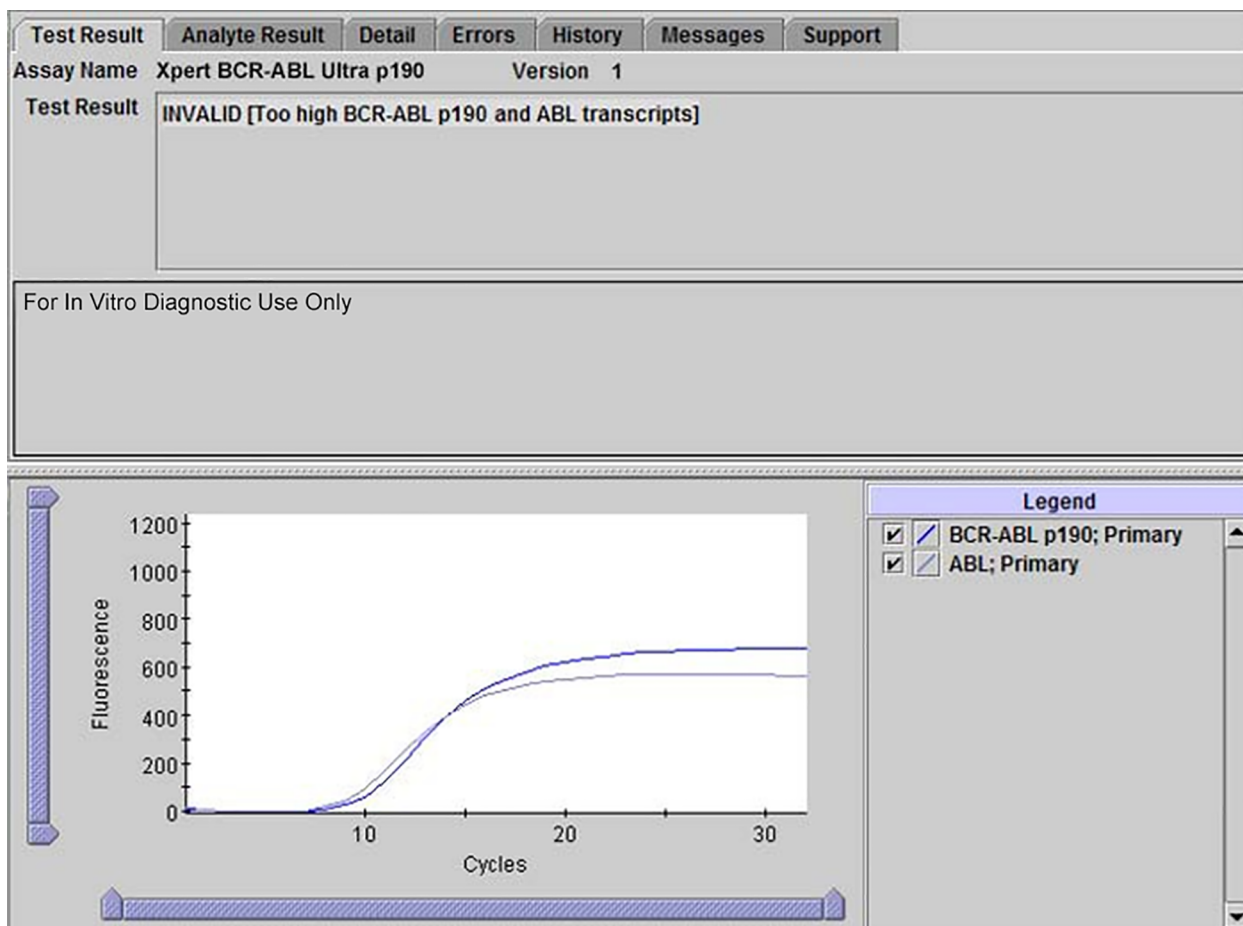 Test Result Analyte Result Detail Errors History Messages Support
Assay Name Xpert BCR-ABL Ultra p190 Version 1
Test Result INVALID [Too high BCR-ABL p190 and ABL transcripts]
For In Vitro Diagnostic Use Only
Legend
BCR-ABL p190; Primary
ABL; Primary
1200
1000
800
600
400
200
0
Fluorescence
10 20 30
Cycles